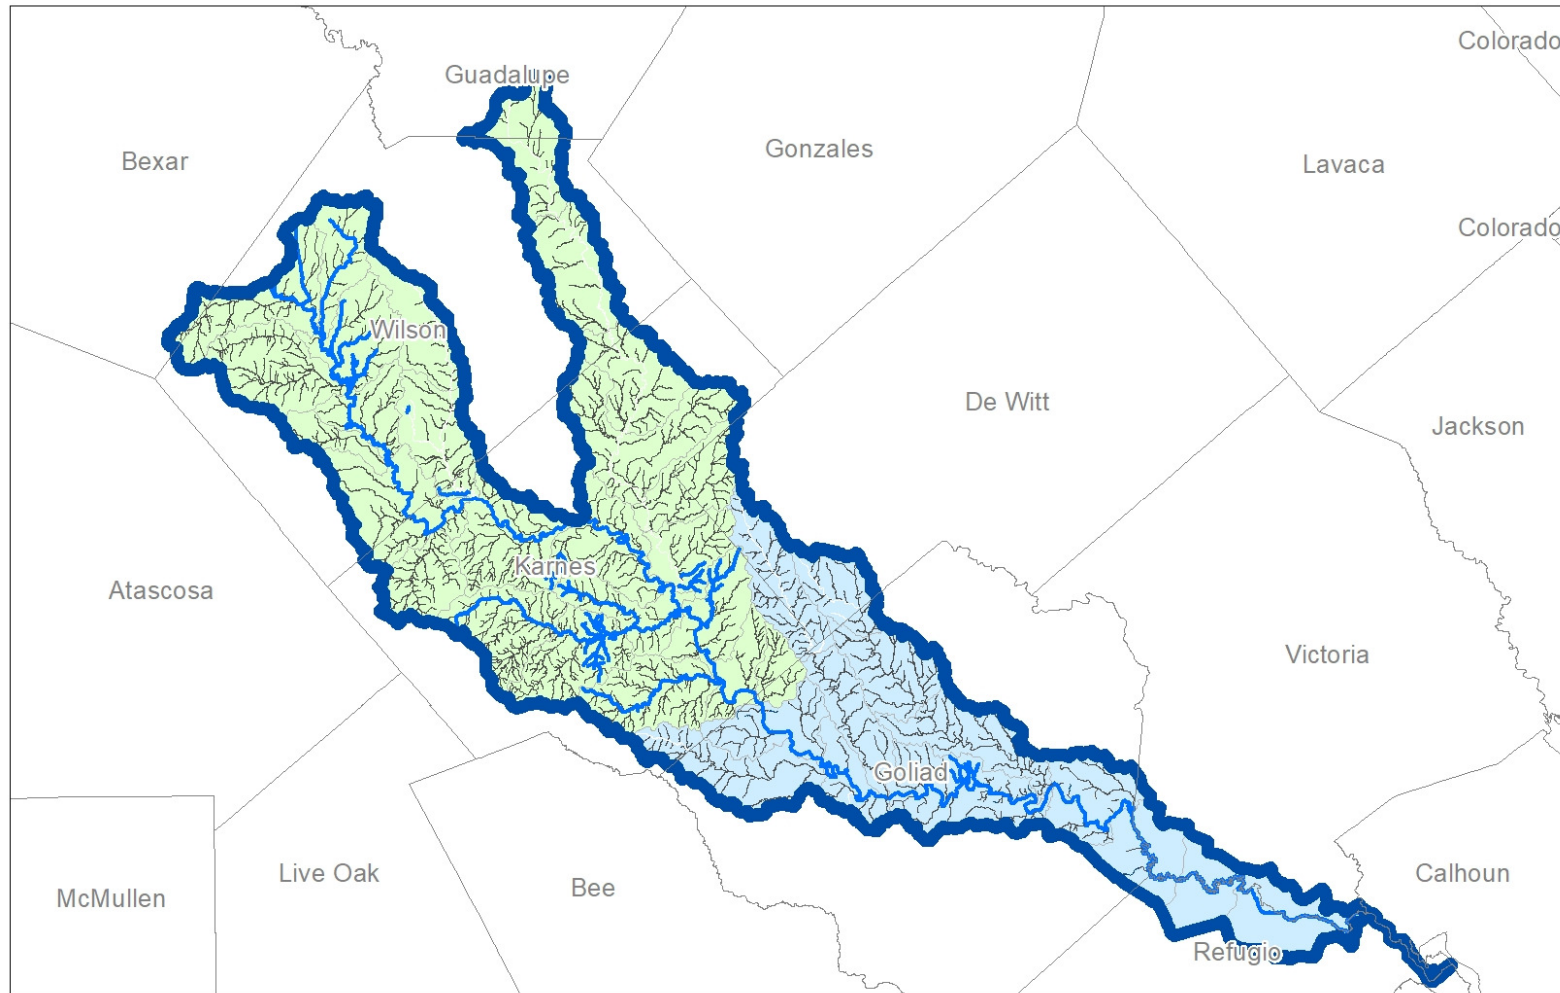 Colorado
Guadalupe
Gonzales
Bexar
Lavaca
Colorado
Wilson
De Witt
Jackson
Karnes
Atascosa
Victoria
Goliad
Live Oak
Calhoun
Bee
McMullen
Refugio